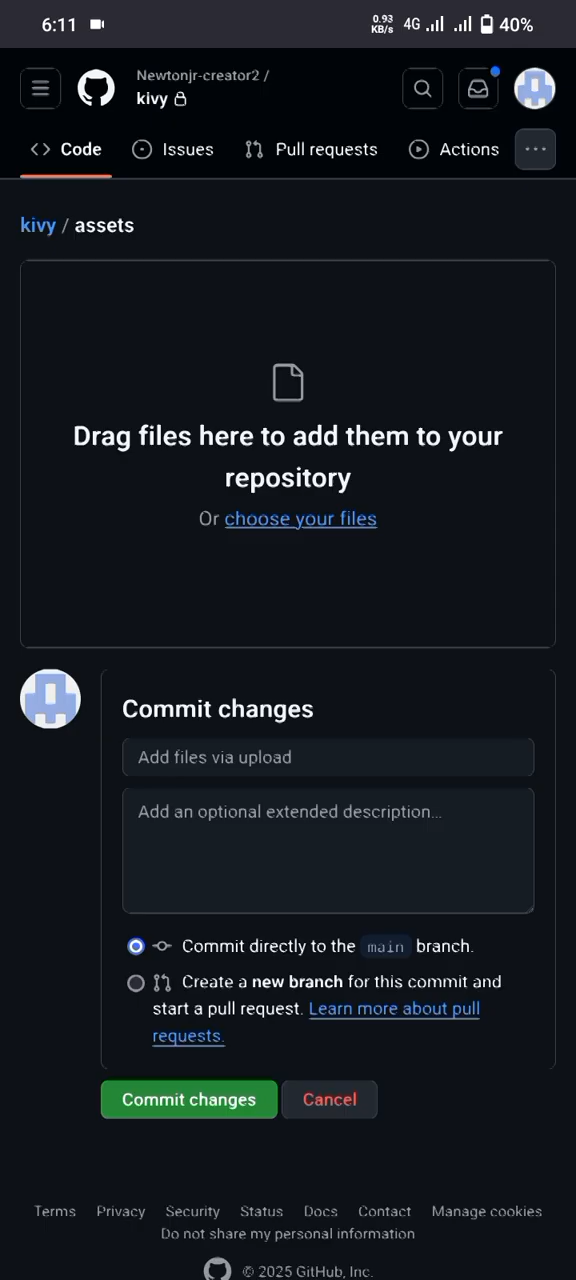 6:11 0.93 KB/s 4G 40%
Newtonjr-creator2 /
kivy
Code Issues Pull requests Actions
kivy / assets
Drag files here to add them to your
repository
Or choose your files
Commit changes
Add files via upload
Add an optional extended description...
Commit directly to the main branch.
Create a new branch for this commit and
start a pull request. Learn more about pull
requests.
Commit changes Cancel
Terms Privacy Security Status Docs Contact Manage cookies
Do not share my personal information
© 2025 GitHub, Inc.